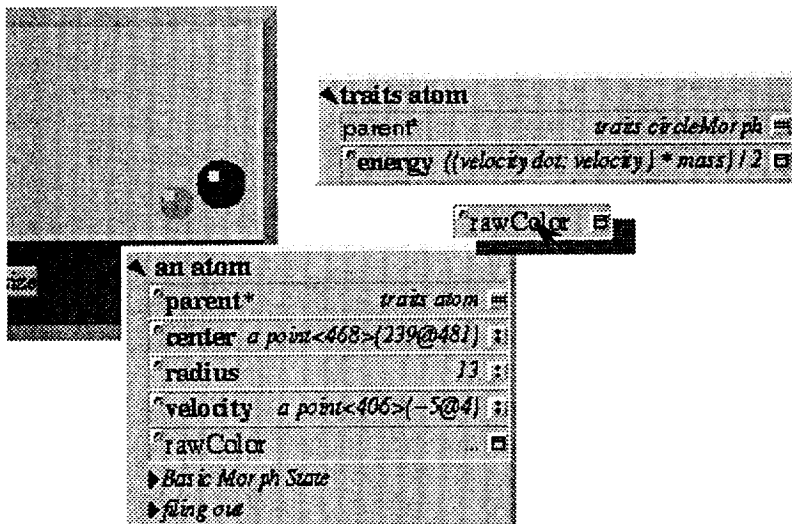 traits atom
parent* traits circleMorph =
energy ((velocity dot: velocity) * mass) / 2
rawColor
ize
an atom
parent* traits atom =
center a point<468>(239@481) :
radius 13 :
velocity a point<406>(-5@4) :
rawColor ...
Basic Morph State
filing out